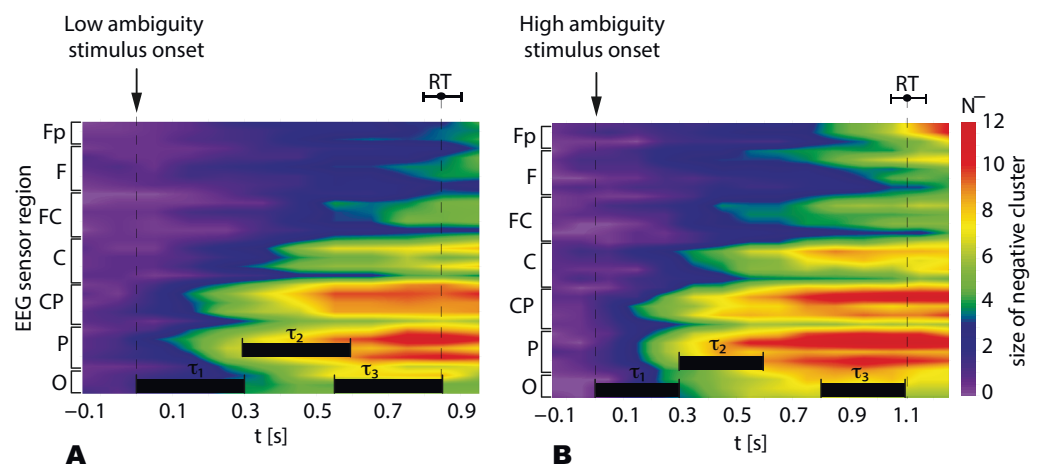 Low ambiguity
stimulus onset
High ambiguity
stimulus onset
RT
RT
N⁻
EEG sensor region
Fp
F
FC
C
CP
P
O
τ₁
τ₂
τ₃
−0.1 0.1 0.3 0.5 0.7 0.9
t [s]
A
Fp
F
FC
C
CP
P
O
τ₁
τ₂
τ₃
−0.1 0.1 0.3 0.5 0.7 0.9 1.1
t [s]
B
12
10
8
6
4
2
0
size of negative cluster